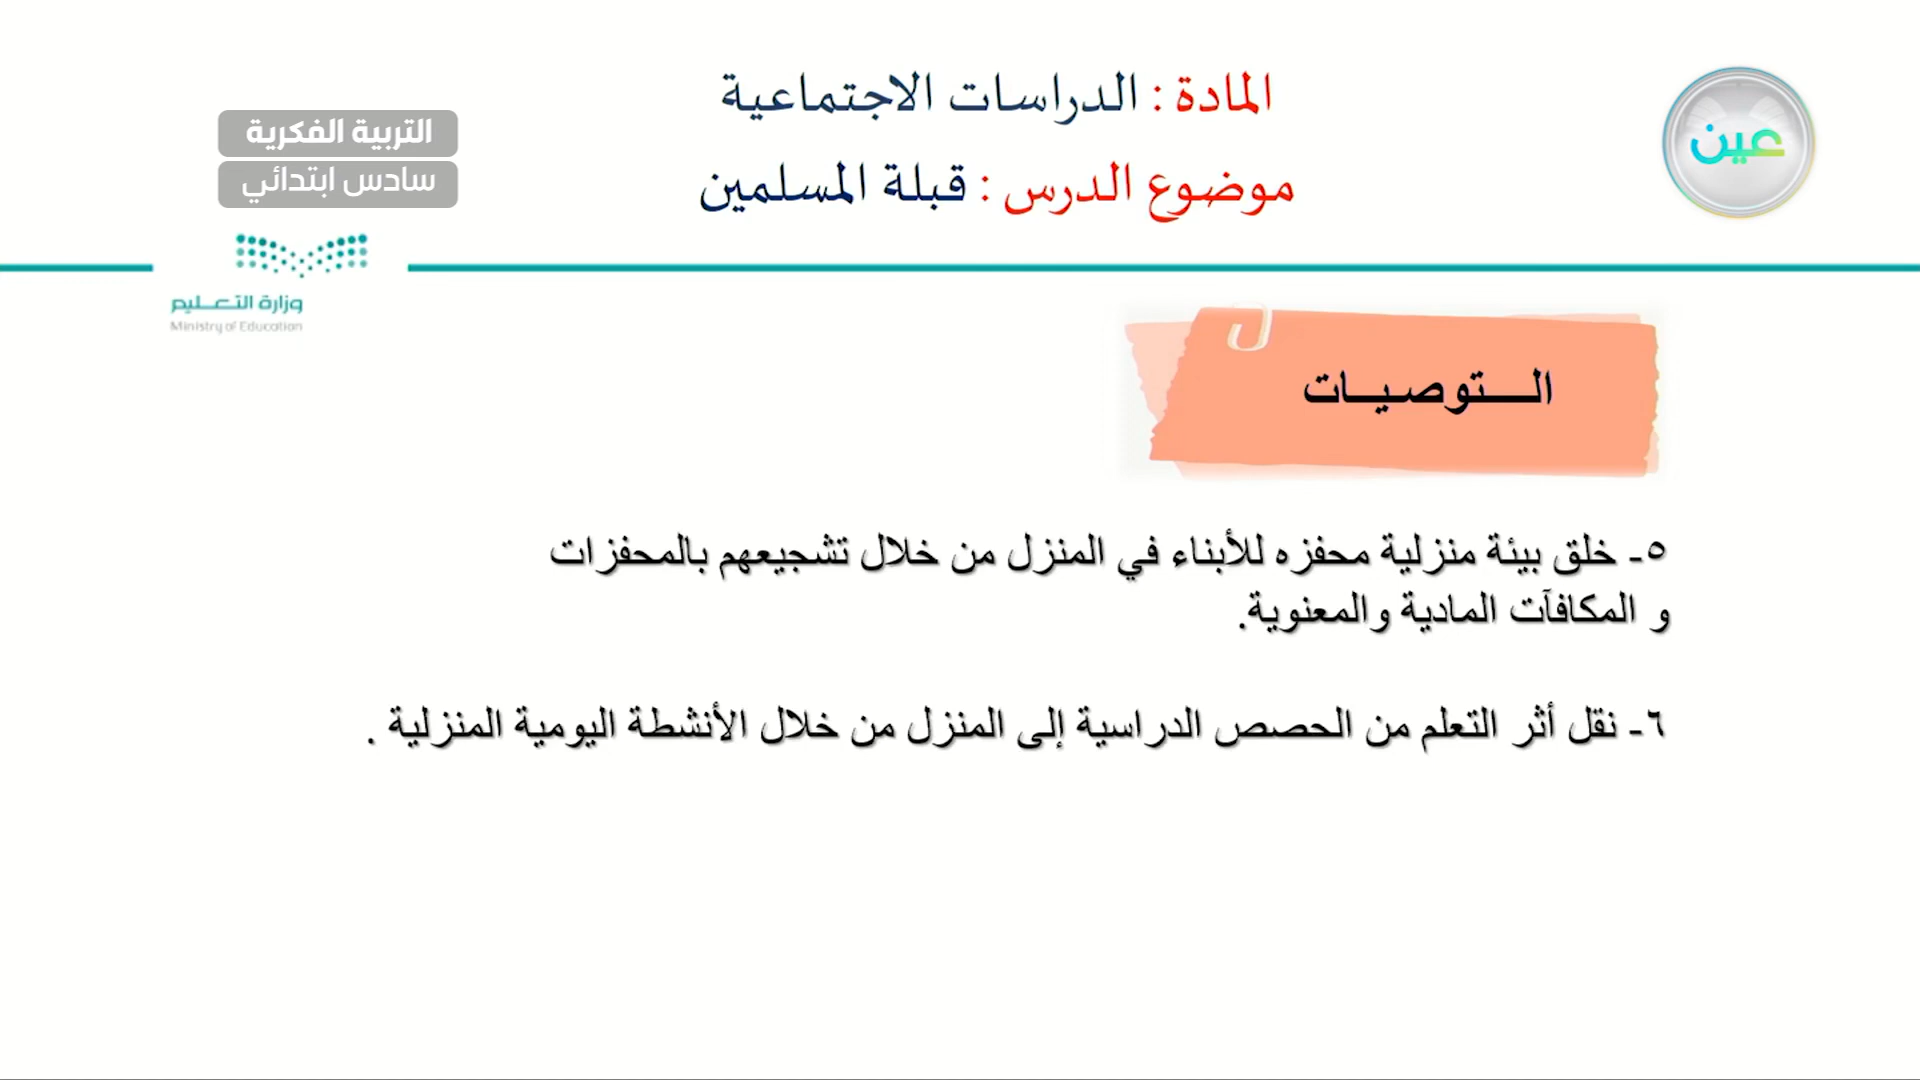 المادة : الدراسات الاجتماعية
موضوع الدرس : قبلة المسلمين
عين
التربية الفكرية
سادس ابتدائي
وزارة التعـــليم
Ministry of Education
الـــــتوصـيــات
٥- خلق بيئة منزلية محفزه للأبناء في المنزل من خلال تشجيعهم بالمحفزات
و المكافآت المادية والمعنوية.
٦- نقل أثر التعلم من الحصص الدراسية إلى المنزل من خلال الأنشطة اليومية المنزلية .